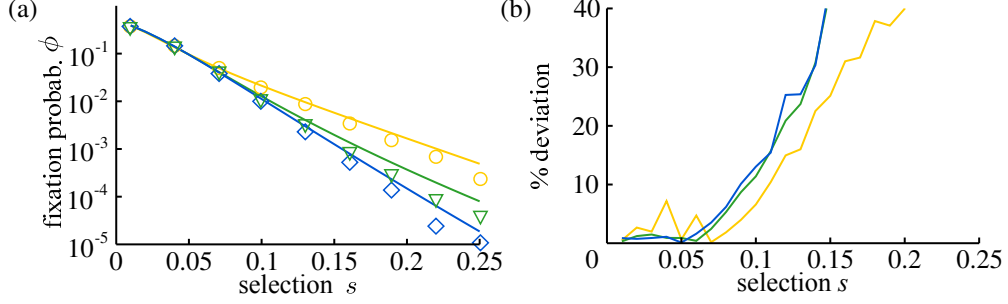 (a)
fixation probab. ϕ
10^-1
10^-2
10^-3
10^-4
10^-5
0 0.05 0.1 0.15 0.2 0.25
selection s
(b)
% deviation
40
30
20
10
0 0.05 0.1 0.15 0.2 0.25
selection s